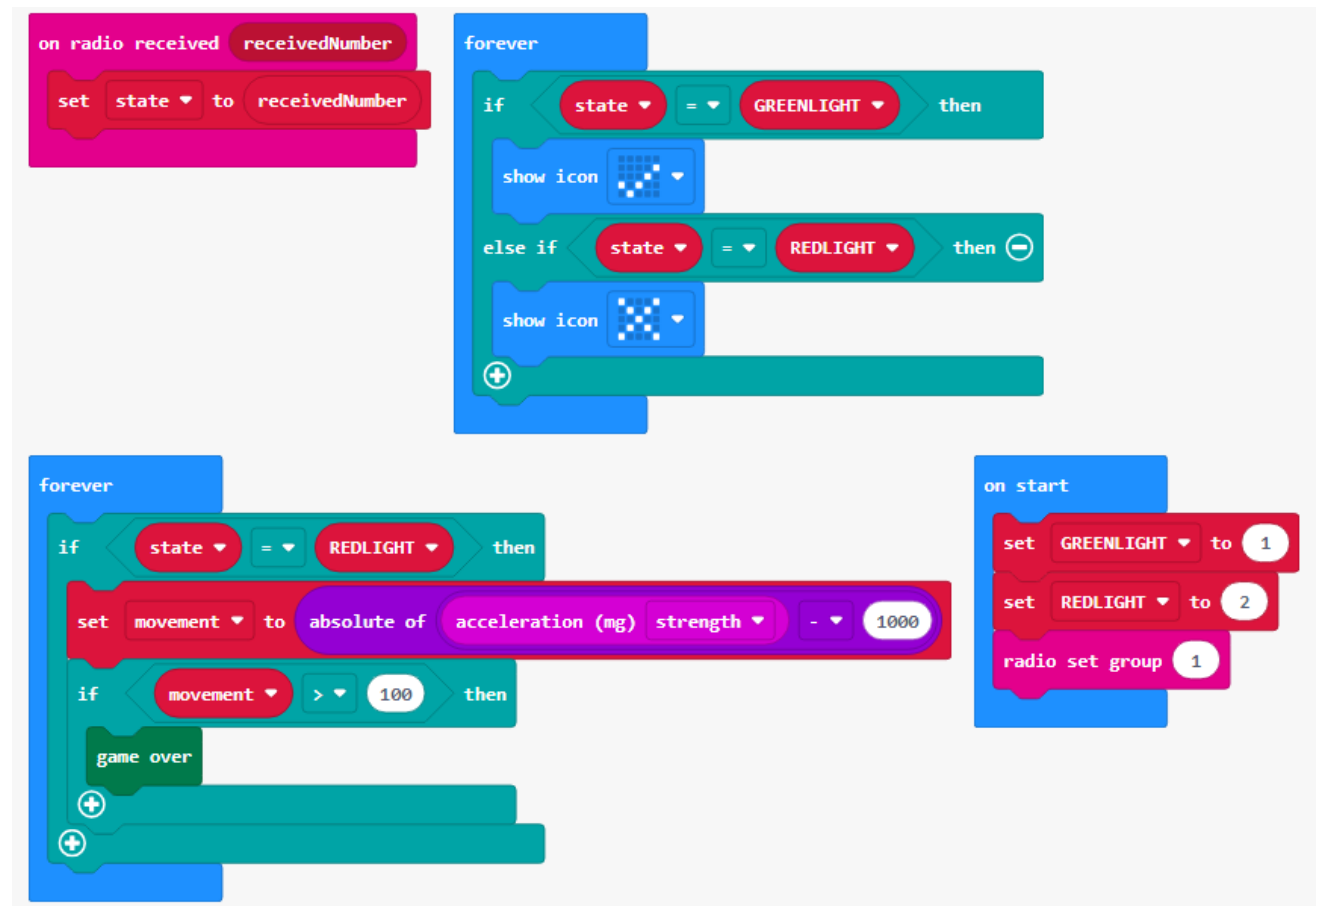 on radio received receivedNumber
set state to receivedNumber
forever
if state = GREENLIGHT then
show icon
else if state = REDLIGHT then
show icon
forever
if state = REDLIGHT then
set movement to absolute of acceleration (mg) strength - 1000
if movement > 100 then
game over
on start
set GREENLIGHT to 1
set REDLIGHT to 2
radio set group 1